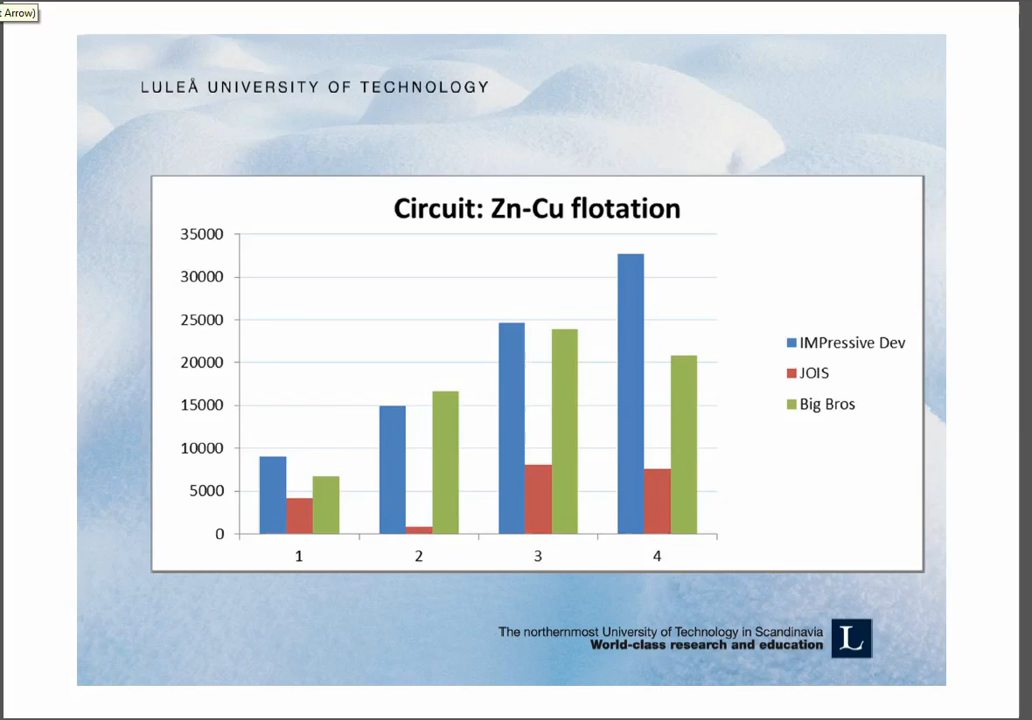 t Arrow)
LULEÅ UNIVERSITY OF TECHNOLOGY
Circuit: Zn-Cu flotation
35000
30000
25000
20000
15000
10000
5000
0
1 2 3 4
IMPressive Dev
JOIS
Big Bros
The northernmost University of Technology in Scandinavia
World-class research and education
L